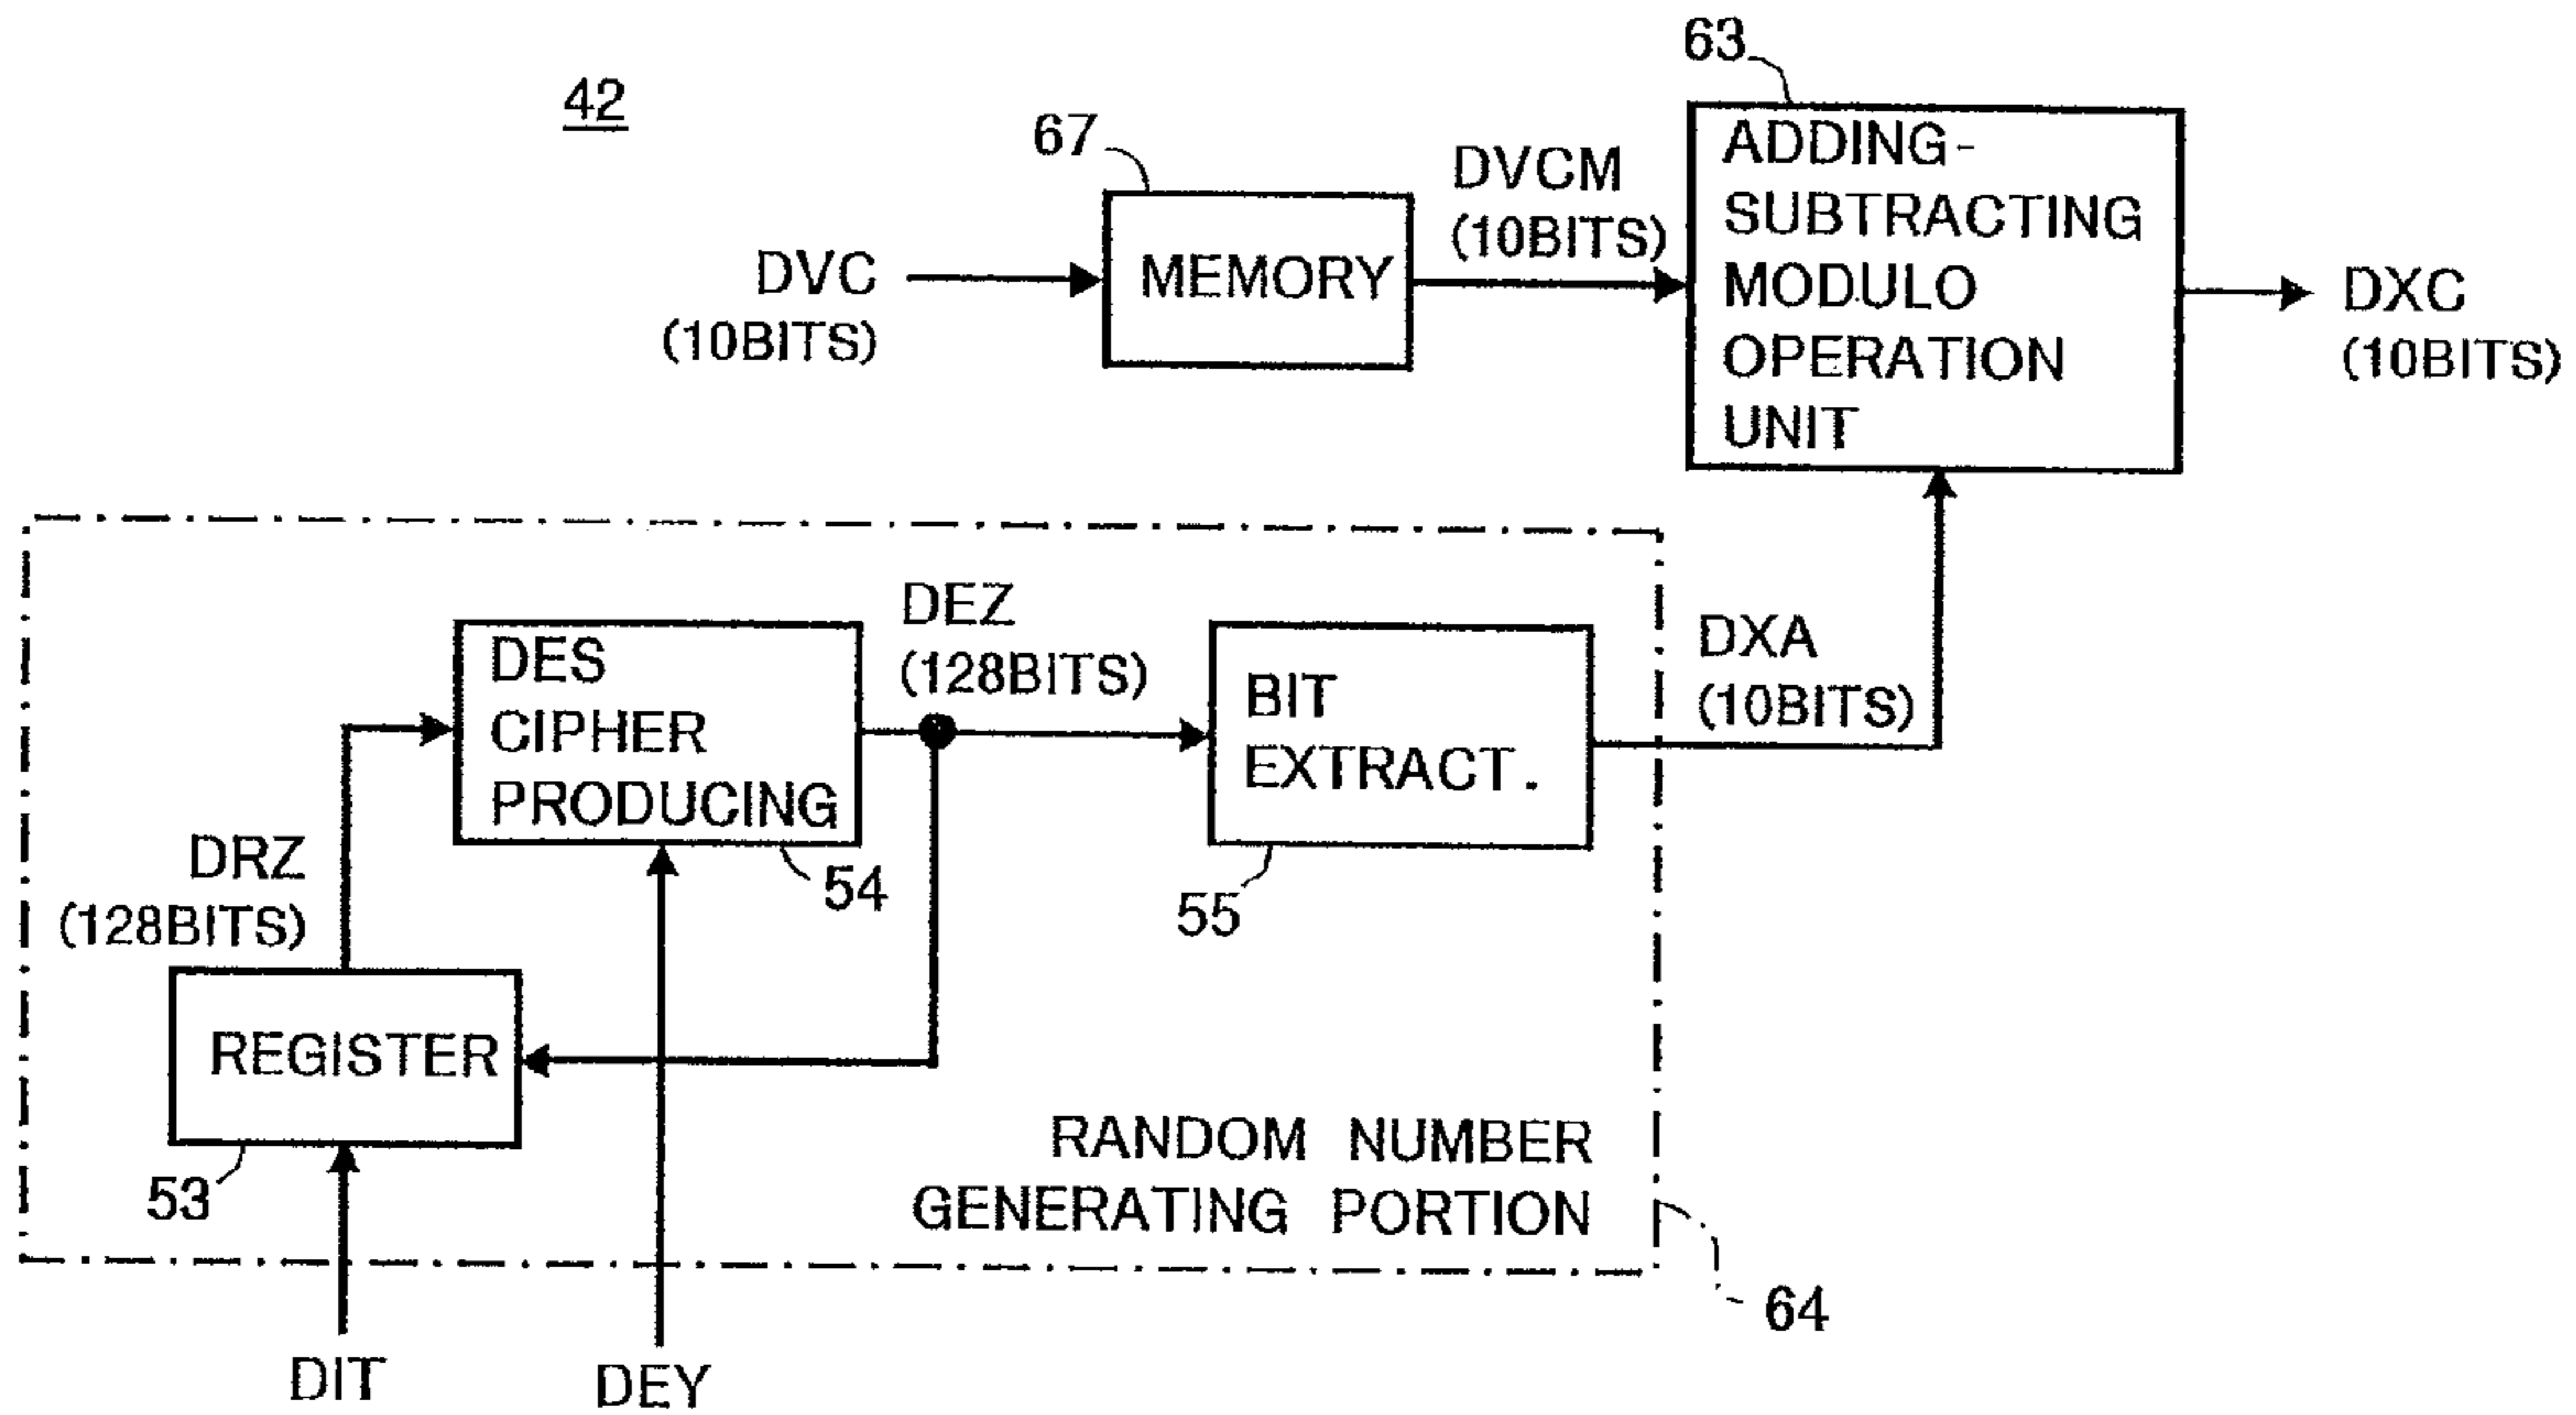 42
63
67
ADDING-
SUBTRACTING
MODULO
OPERATION
UNIT
DVCM
(10BITS)
DVC
(10BITS)
MEMORY
DXC
(10BITS)
DES
CIPHER
PRODUCING
DEZ
(128BITS)
BIT
EXTRACT.
DXA
(10BITS)
DRZ
(128BITS)
54
55
REGISTER
53
RANDOM NUMBER
GENERATING PORTION
64
DIT
DEY